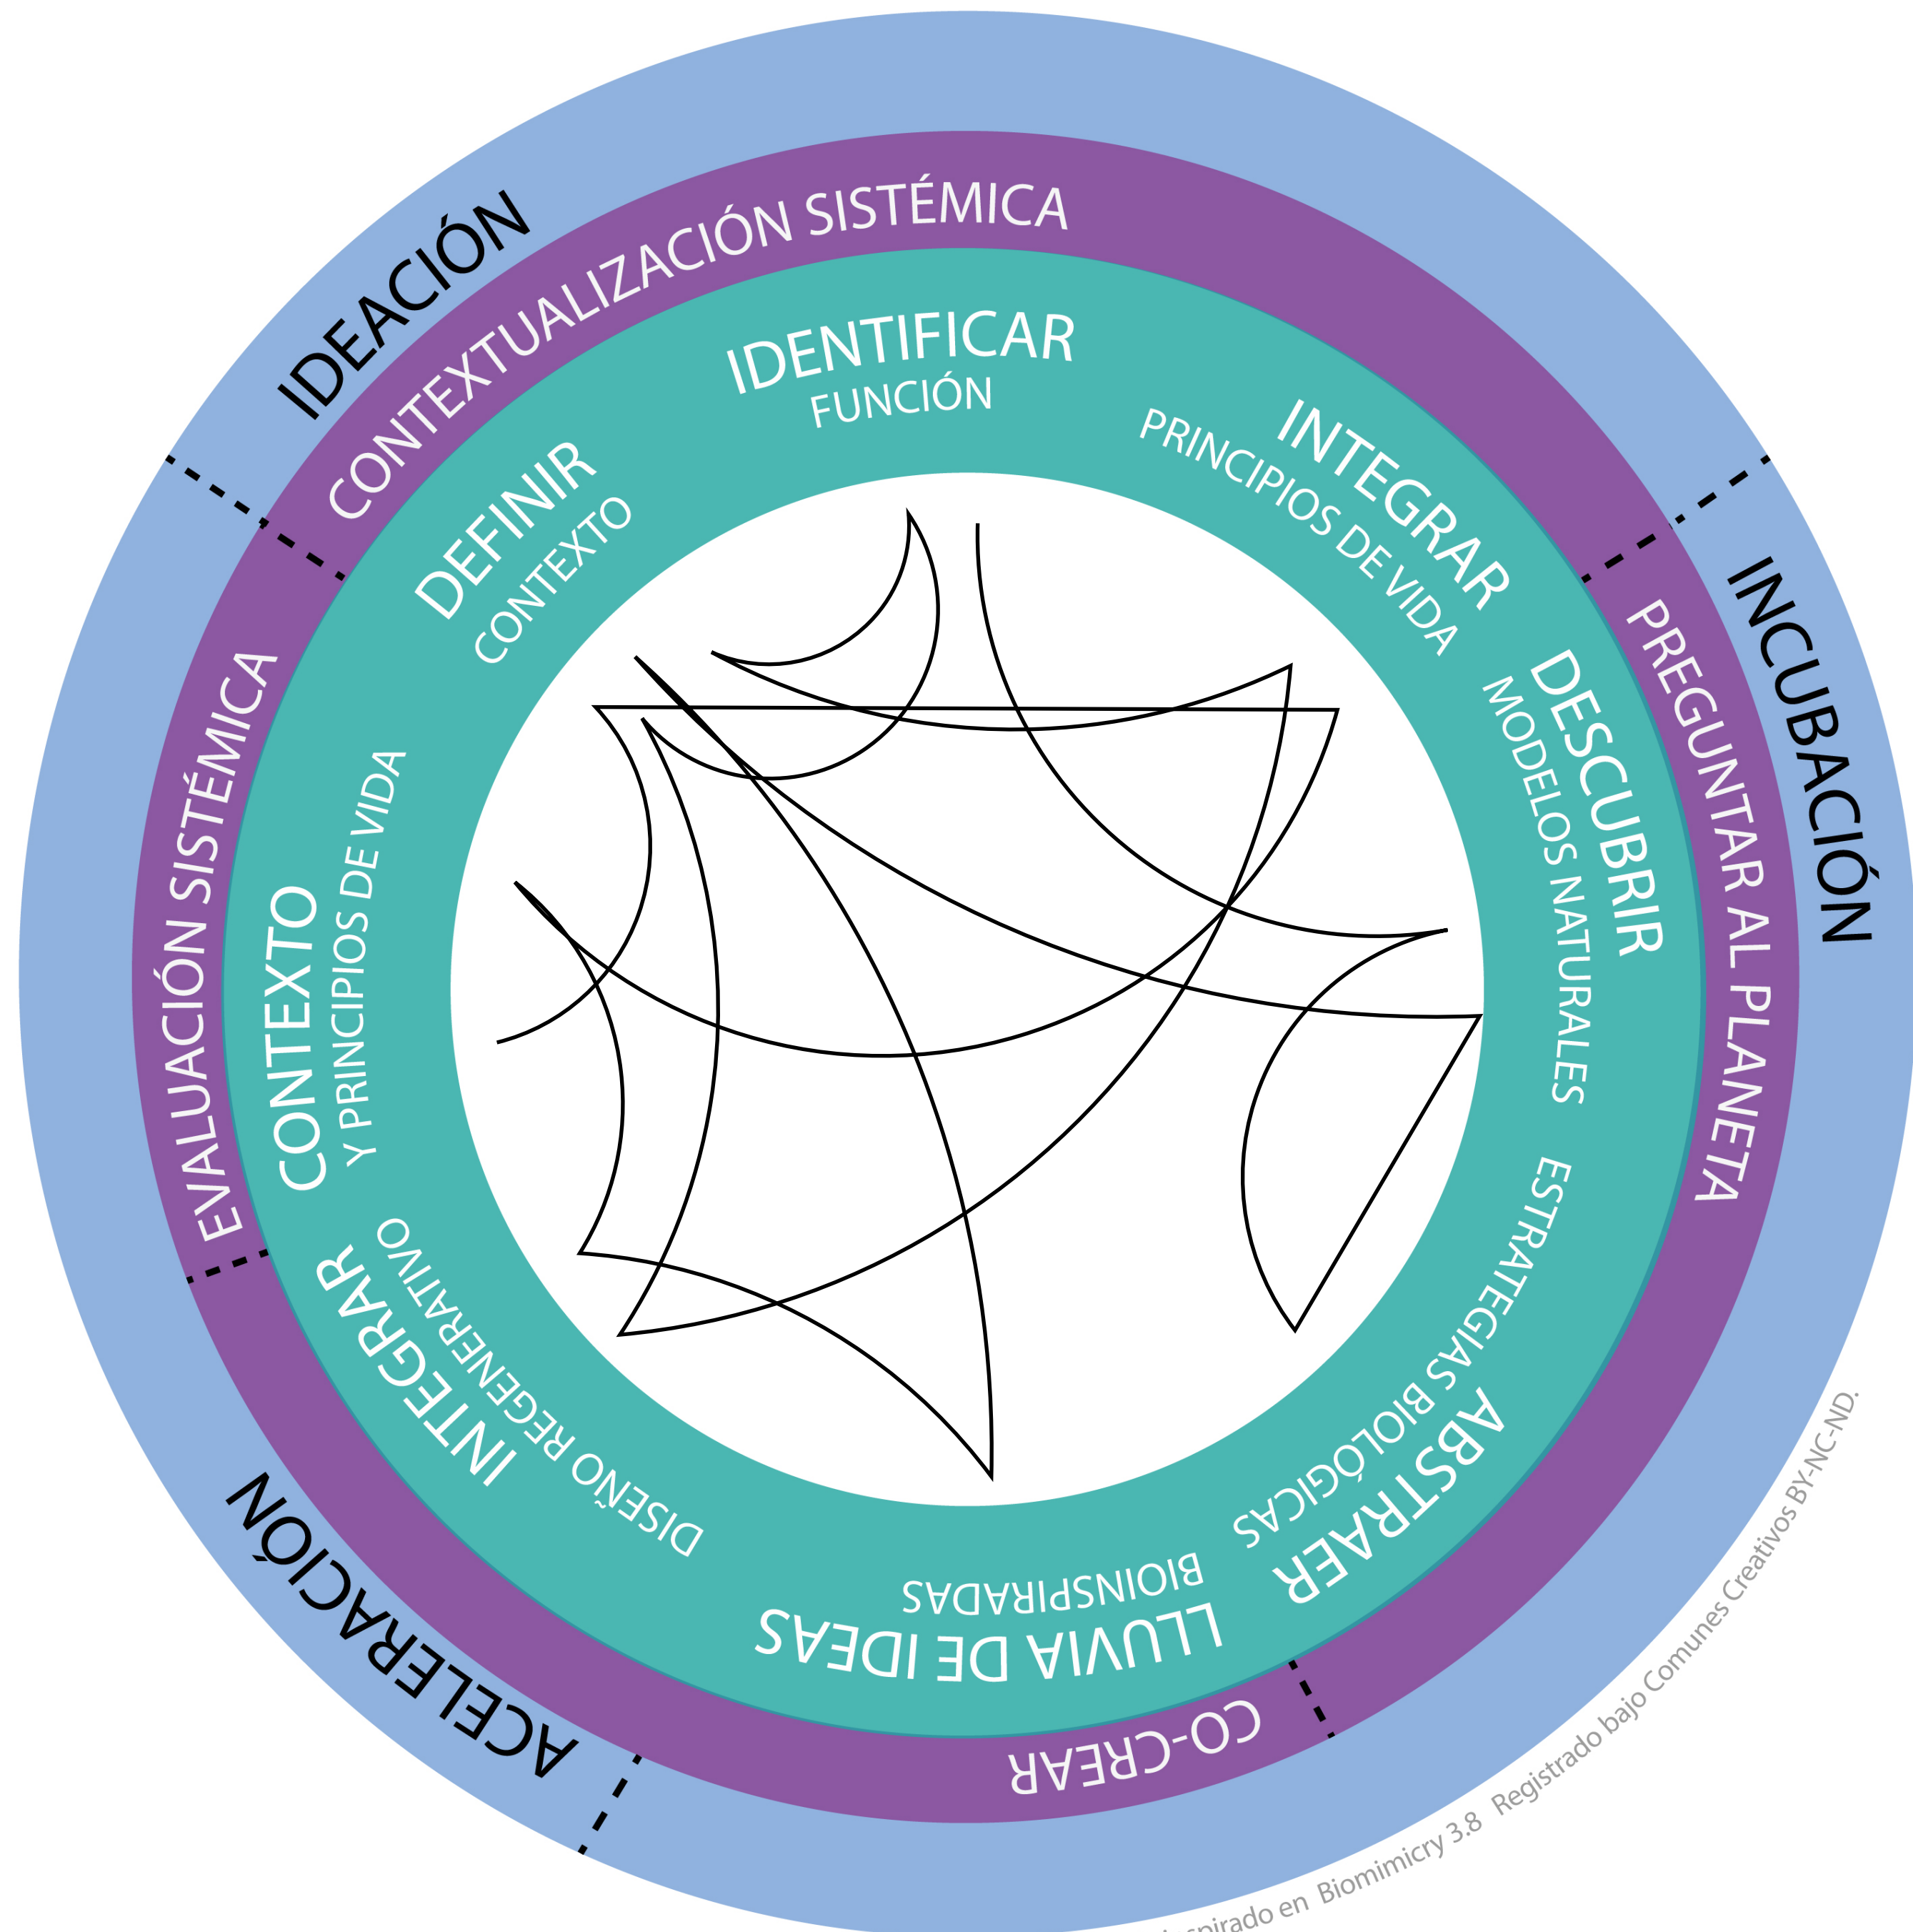 IDEACIÓN
INCUBACIÓN
ACELERACIÓN
CONTEXTUALIZACIÓN SISTÉMICA
PREGUNTAR AL PLANETA
CO-CREAR
EVALUACIÓN SISTÉMICA
IDENTIFICAR
FUNCIÓN
INTEGRAR
PRINCIPIOS DE VIDA
DESCUBRIR
MODELOS NATURALES
ABSTRAER
ESTRATEGIAS BIOLÓGICAS
LLUVIA DE IDEAS
BIOINSPIRADAS
INTEGRAR
DISEÑO REGENERATIVO
CONTEXTO
Y PRINCIPIOS DE VIDA
DEFINIR
CONTEXTO
en Biomimicry 3.8 Registrado bajo Comunes Creativos BY-NC-ND.